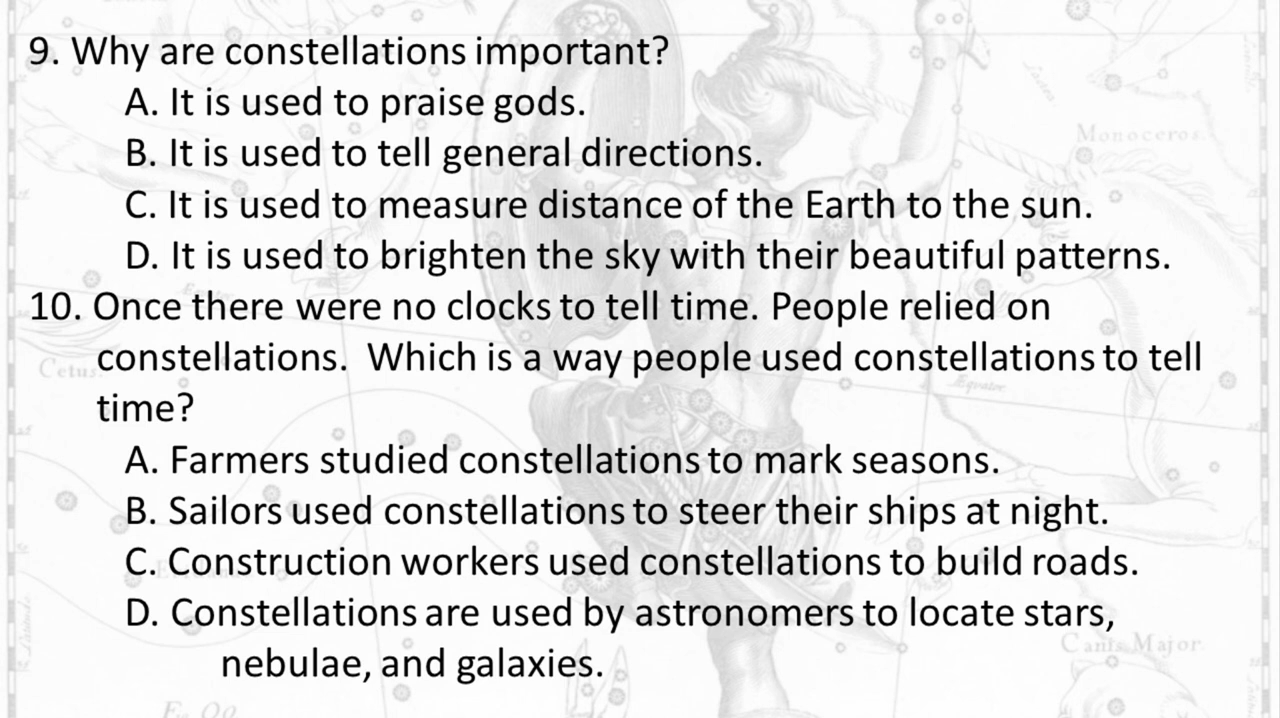 9. Why are constellations important?
A. It is used to praise gods.
B. It is used to tell general directions.
C. It is used to measure distance of the Earth to the sun.
D. It is used to brighten the sky with their beautiful patterns.
10. Once there were no clocks to tell time. People relied on
constellations.  Which is a way people used constellations to tell
time?
A. Farmers studied constellations to mark seasons.
B. Sailors used constellations to steer their ships at night.
C. Construction workers used constellations to build roads.
D. Constellations are used by astronomers to locate stars,
nebulae, and galaxies.
Monoceros.
Cetus.
Æquator
Canis Major